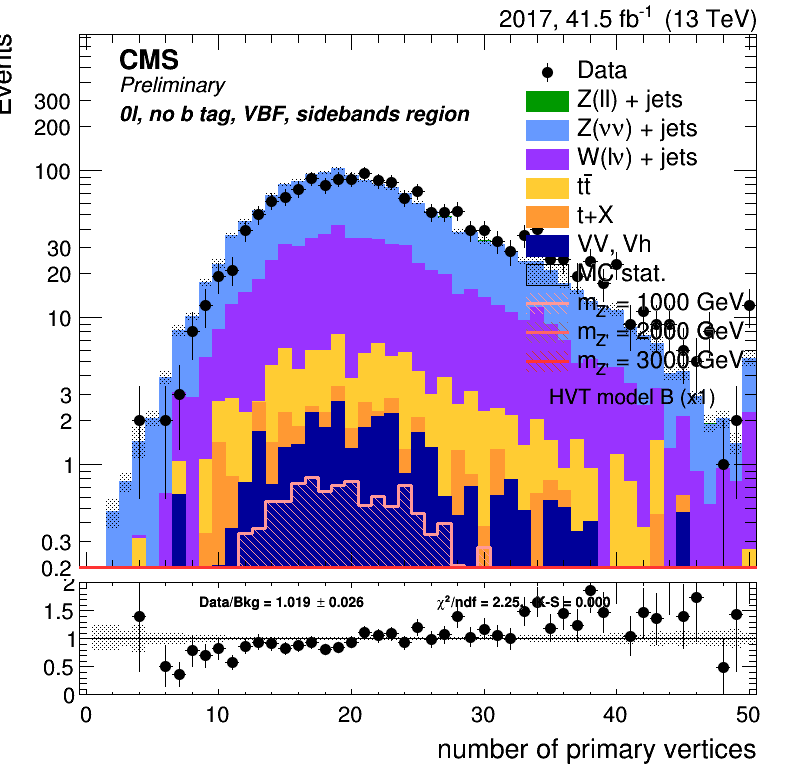 2017, 41.5 fb⁻¹ (13 TeV)
Events
CMS
Preliminary
0l, no b tag, VBF, sidebands region
Data
Z(ll) + jets
Z(νν) + jets
W(lν) + jets
tt̄
t+X
VV, Vh
MC stat.
m_Z' = 1000 GeV
m_Z' = 2000 GeV
m_Z' = 3000 GeV
HVT model B (x1)
300
200
100
30
20
10
3
2
1
0.3
0.2
Data/Bkg = 1.019 ± 0.026
χ²/ndf = 2.25, K-S = 0.000
2
1.5
1
0.5
0
0 10 20 30 40 50
number of primary vertices